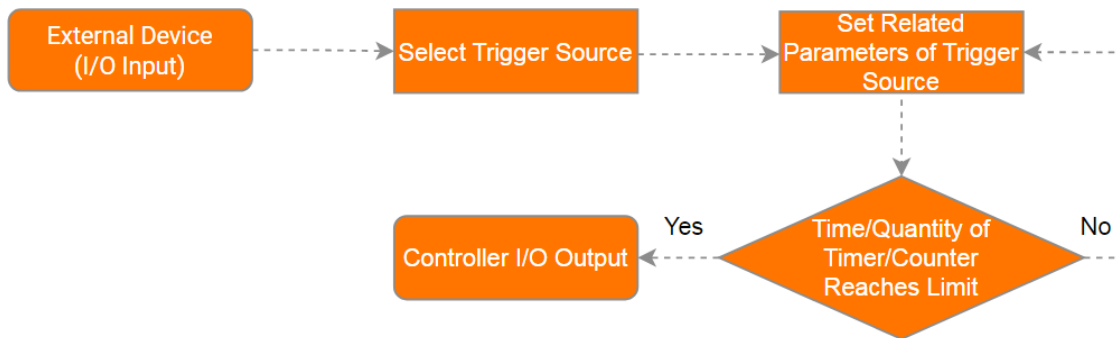 External Device
(I/O Input)
Select Trigger Source
Set Related
Parameters of Trigger
Source
Yes
No
Controller I/O Output
Time/Quantity of
Timer/Counter
Reaches Limit